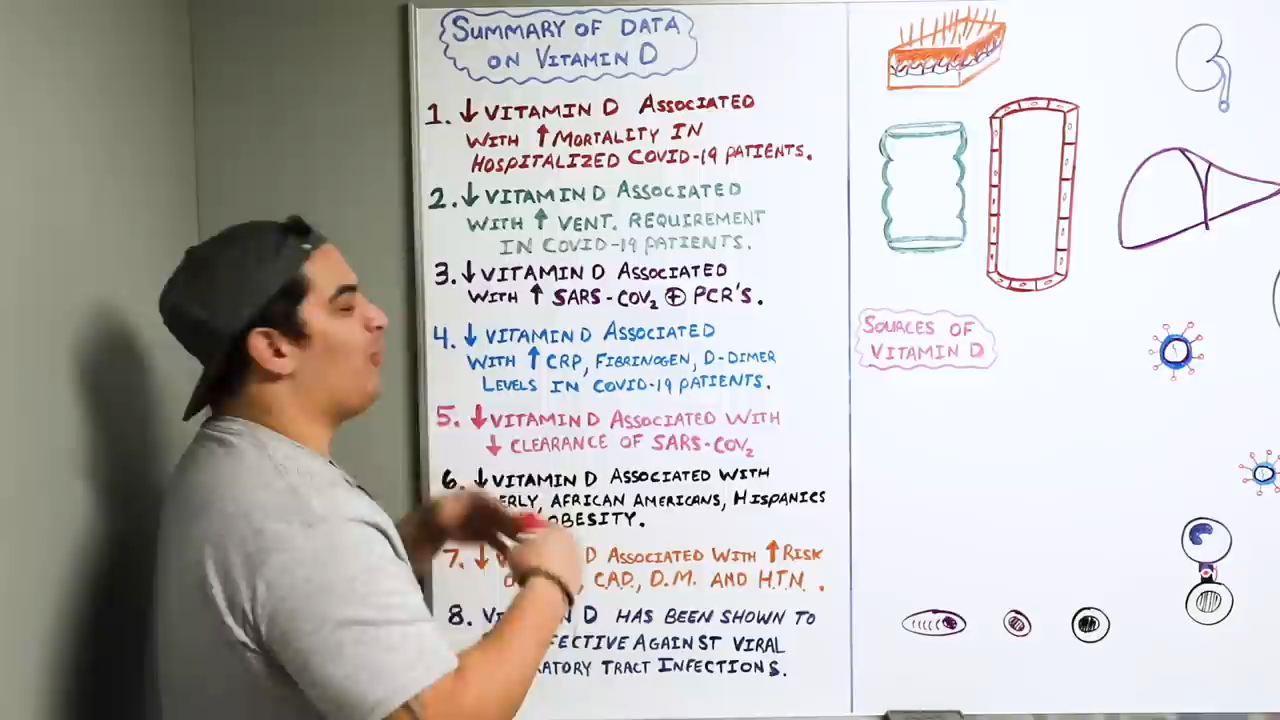 SUMMARY OF DATA
ON VITAMIN D
1. ↓ VITAMIN D ASSOCIATED
WITH ↑ MORTALITY IN
HOSPITALIZED COVID-19 PATIENTS.
2. ↓ VITAMIN D ASSOCIATED
WITH ↑ VENT. REQUIREMENT
IN COVID-19 PATIENTS.
3. ↓ VITAMIN D ASSOCIATED
WITH ↑ SARS-COV₂ ⊕ PCR'S.
4. ↓ VITAMIN D ASSOCIATED
WITH ↑ CRP, FIBRINOGEN, D-DIMER
LEVELS IN COVID-19 PATIENTS.
5. ↓ VITAMIN D ASSOCIATED WITH
↓ CLEARANCE OF SARS-COV₂
6. ↓ VITAMIN D ASSOCIATED WITH
AFRICAN AMERICANS, HISPANICS
OBESITY.
7. ↓ D ASSOCIATED WITH ↑ RISK
CAD., D.M. AND H.T.N.
8. D HAS BEEN SHOWN TO
AGAINST VIRAL
TRACT INFECTIONS.
SOURCES OF
VITAMIN D